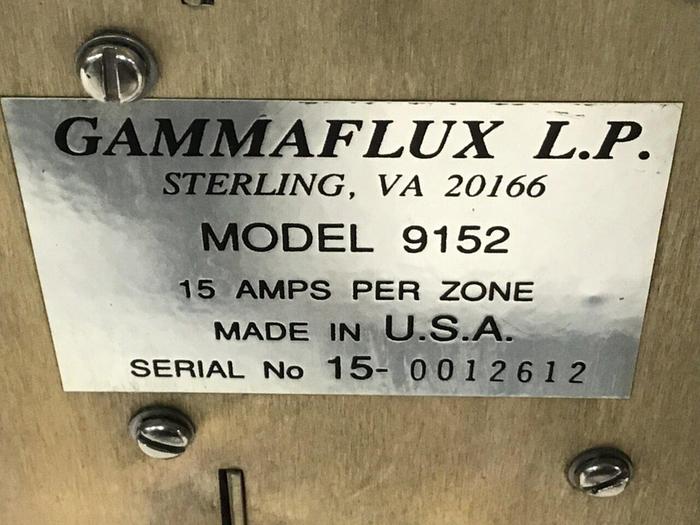 GAMMAFLUX L.P.
STERLING, VA 20166
MODEL 9152
15 AMPS PER ZONE
MADE IN U.S.A.
SERIAL No 15- 0012612